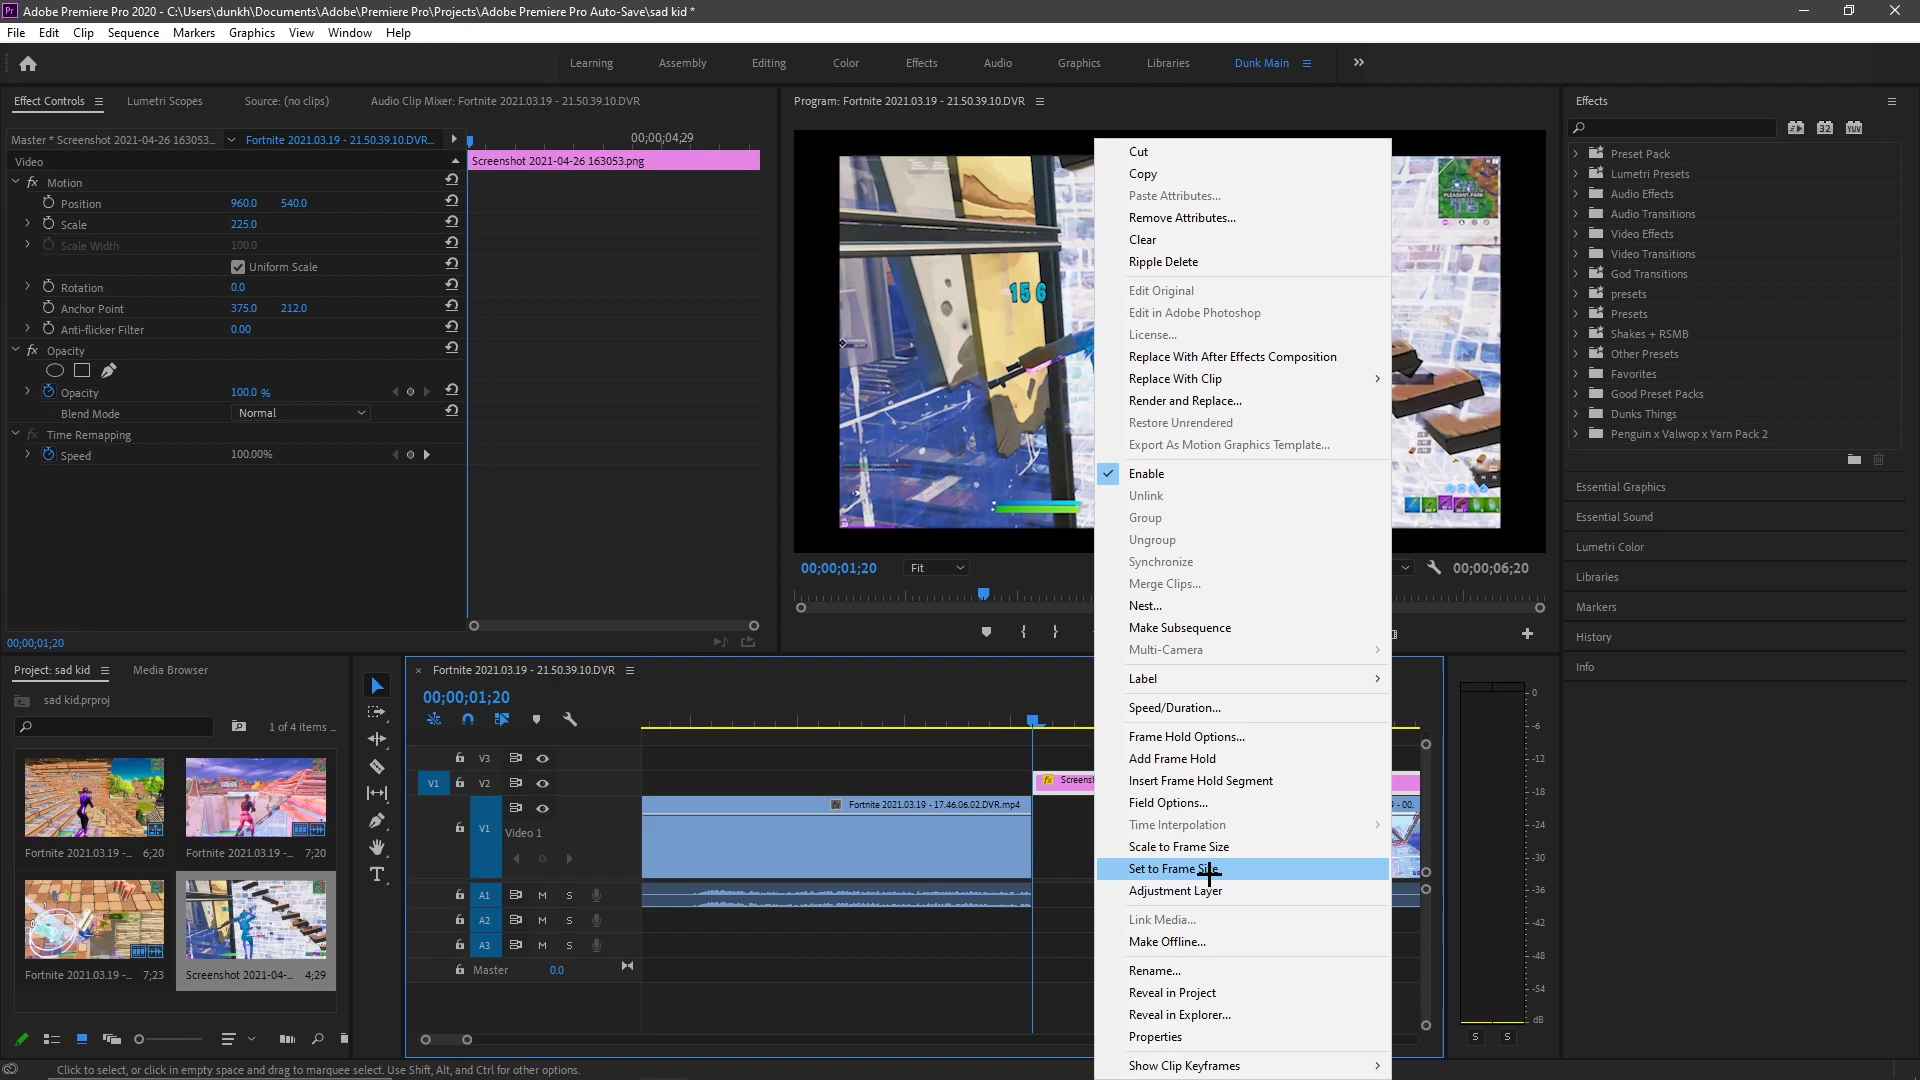 Adobe Premiere Pro 2020 - C:\Users\dunkh\Documents\Adobe\Premiere Pro\Projects\Adobe Premiere Pro Auto-Save\sad kid *
File Edit Clip Sequence Markers Graphics View Window Help
Learning Assembly Editing Color Effects Audio Graphics Libraries Dunk Main
Effect Controls Lumetri Scopes Source: (no clips) Audio Clip Mixer: Fortnite 2021.03.19 - 21.50.39.10.DVR
Master * Screenshot 2021-04-26 163053... Fortnite 2021.03.19 - 21.50.39.10.DVR...
00;00;04;29
Video
Screenshot 2021-04-26 163053.png
Motion
Position 960.0 540.0
Scale 225.0
Scale Width 100.0
Uniform Scale
Rotation 0.0
Anchor Point 375.0 212.0
Anti-flicker Filter 0.00
Opacity
Opacity 100.0 %
Blend Mode Normal
Time Remapping
Speed 100.00%
00;00;01;20
Program: Fortnite 2021.03.19 - 21.50.39.10.DVR
15 6
PLEASANT PARK
00;00;01;20 Fit 00;00;06;20
Cut
Copy
Paste Attributes...
Remove Attributes...
Clear
Ripple Delete
Edit Original
Edit in Adobe Photoshop
License...
Replace With After Effects Composition
Replace With Clip
Render and Replace...
Restore Unrendered
Export As Motion Graphics Template...
Enable
Unlink
Group
Ungroup
Synchronize
Merge Clips...
Nest...
Make Subsequence
Multi-Camera
Label
Speed/Duration...
Frame Hold Options...
Add Frame Hold
Insert Frame Hold Segment
Field Options...
Time Interpolation
Scale to Frame Size
Set to Frame Size
Adjustment Layer
Link Media...
Make Offline...
Rename...
Reveal in Project
Reveal in Explorer...
Properties
Show Clip Keyframes
Effects
32 YUV
Preset Pack
Lumetri Presets
Audio Effects
Audio Transitions
Video Effects
Video Transitions
God Transitions
presets
Presets
Shakes + RSMB
Other Presets
Favorites
Good Preset Packs
Dunks Things
Penguin x Valwop x Yarn Pack 2
Essential Graphics
Essential Sound
Lumetri Color
Libraries
Markers
History
Info
Project: sad kid Media Browser
sad kid.prproj
1 of 4 items ...
Fortnite 2021.03.19 -... 6;20
Fortnite 2021.03.19 -... 7;20
Fortnite 2021.03.19 -... 7;23
Screenshot 2021-04-... 4;29
Fortnite 2021.03.19 - 21.50.39.10.DVR
00;00;01;20
V3
V1 V2
V1 Video 1
A1 M S
A2 M S
A3 M S
Master 0.0
fx Screens
Fortnite 2021.03.19 - 17.46.06.02.DVR.mp4
- 00.
0
-6
-12
-18
-24
-30
-36
-42
-48
-54
dB
S S
Click to select, or click in empty space and drag to marquee select. Use Shift, Alt, and Ctrl for other options.